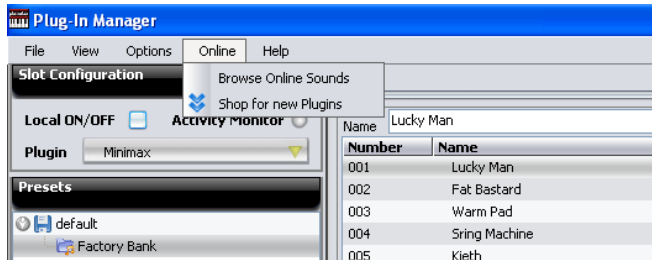 Plug-In Manager
File View Options Online Help
Slot Configuration
Browse Online Sounds
Shop for new Plugins
Local ON/OFF Activity Monitor
Name Lucky Man
Plugin Minimax
Number Name
001 Lucky Man
Presets
002 Fat Bastard
003 Warm Pad
default
004 Sring Machine
Factory Bank
005 Kieth